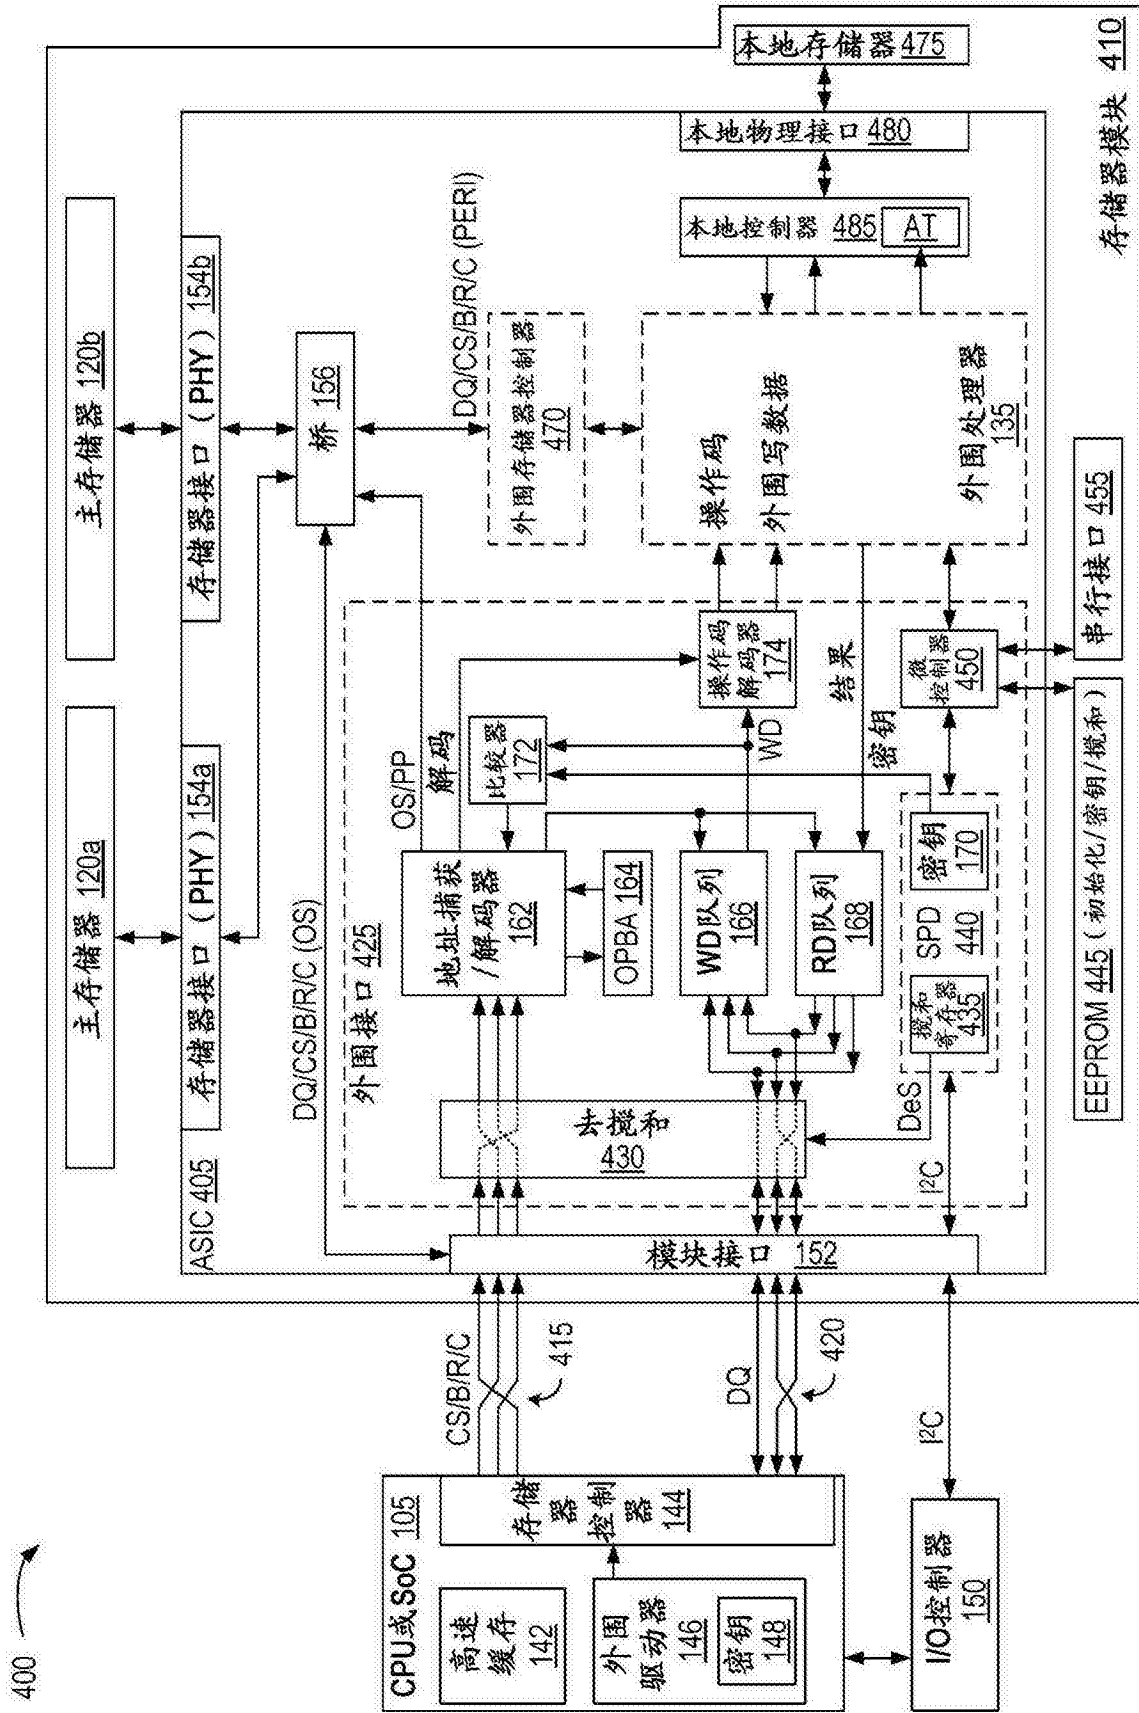 400
CPU或SoC 105
高速
缓存
142
外围
驱动器
146
密钥
148
存储
器
控制
器
144
I/O控制器
150
CS/B/R/C
415
DQ
420
I²C
存储器模块 410
ASIC 405
主存储器 120a
主存储器 120b
存储器接口（PHY）154a
存储器接口（PHY）154b
DQ/CS/B/R/C (OS)
模块接口 152
桥 156
OS/PP
DQ/CS/B/R/C (PERI)
外围接口 425
去搅和
430
地址捕获
/解码器
162
解码
OPBA 164
比较器
172
WD队列
166
WD
RD队列
168
操作码
解码器
174
结果
密钥
DeS
I²C
搅和
寄存器
435
SPD
440
密钥
170
微
控制器
450
EEPROM 445（初始化/密钥/搅和）
串行接口 455
外围存储器控制器
470
操作码
外围写数据
外围处理器
135
本地控制器 485
AT
本地物理接口 480
本地存储器 475